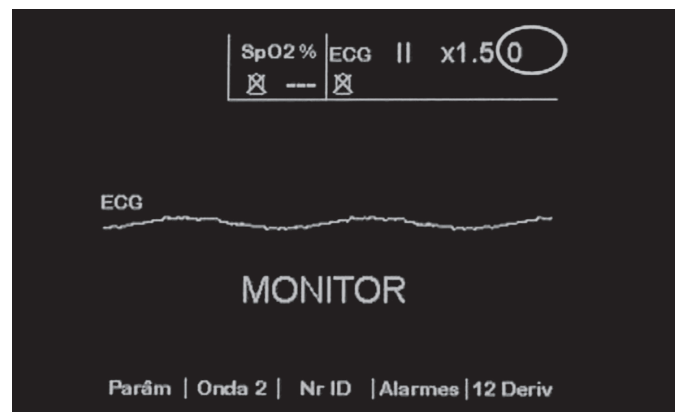 SpO2% ECG II x1.5 0
---
ECG
MONITOR
Parâm | Onda 2 | Nr ID | Alarmes | 12 Deriv